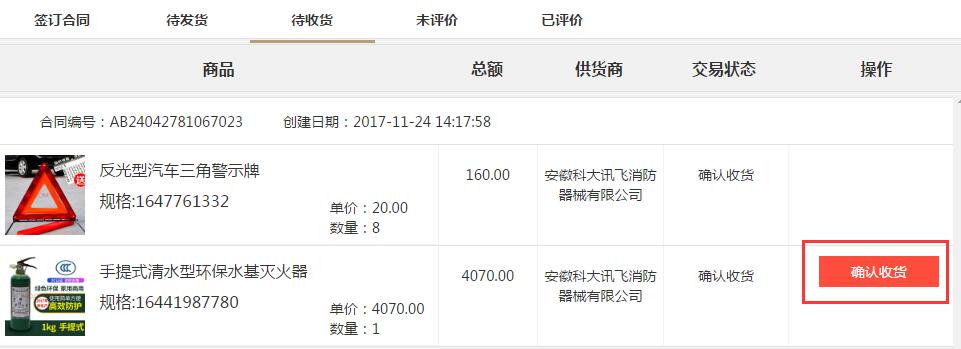 签订合同 待发货 待收货 未评价 已评价
商品 总额 供货商 交易状态 操作
合同编号：AB24042781067023 创建日期：2017-11-24 14:17:58
反光型汽车三角警示牌
规格:1647761332
单价：20.00
数量：8
160.00
安徽科大讯飞消防
器械有限公司
确认收货
手提式清水型环保水基灭火器
规格:16441987780
单价：4070.00
数量：1
4070.00
安徽科大讯飞消防
器械有限公司
确认收货
确认收货
CCC
绿色环保 家用商用
使用简单方便
高效防护
1kg 手提式